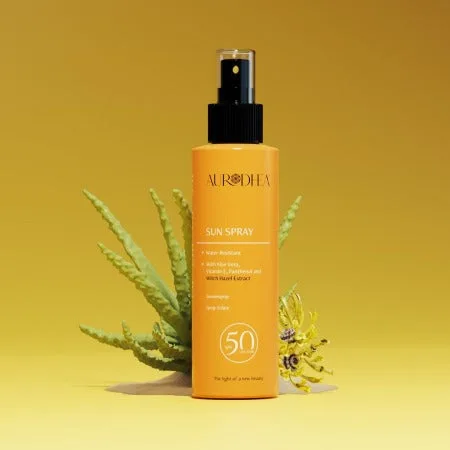 AURODHEA
SUN SPRAY
Water Resistant
With Aloe Vera,
Vitamin E, Panthenol and
Witch Hazel Extract
50
The light of a new beauty